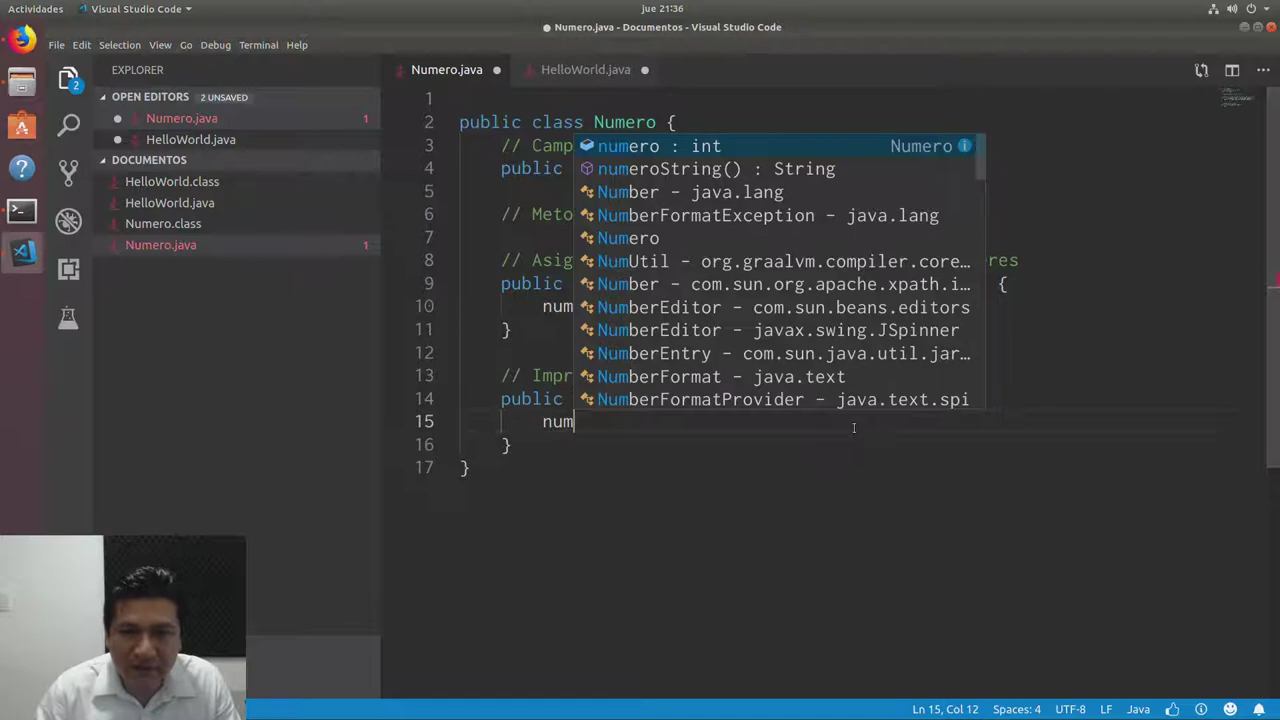 Actividades
Visual Studio Code
jue 21:36
Numero.java - Documentos - Visual Studio Code
File Edit Selection View Go Debug Terminal Help
EXPLORER
OPEN EDITORS 2 UNSAVED
Numero.java 1
HelloWorld.java
DOCUMENTOS
HelloWorld.class
HelloWorld.java
Numero.class
Numero.java 1
2
Numero.java
HelloWorld.java
1
2 public class Numero {
3 // Camp
4 public
5
6 // Meto
7
8 // Asig res
9 public {
10 num
11 }
12
13 // Impr
14 public
15 num
16 }
17 }
numero : int Numero
numeroString() : String
Number - java.lang
NumberFormatException - java.lang
Numero
NumUtil - org.graalvm.compiler.core…
Number - com.sun.org.apache.xpath.i…
NumberEditor - com.sun.beans.editors
NumberEditor - javax.swing.JSpinner
NumberEntry - com.sun.java.util.jar…
NumberFormat - java.text
NumberFormatProvider - java.text.spi
Ln 15, Col 12 Spaces: 4 UTF-8 LF Java